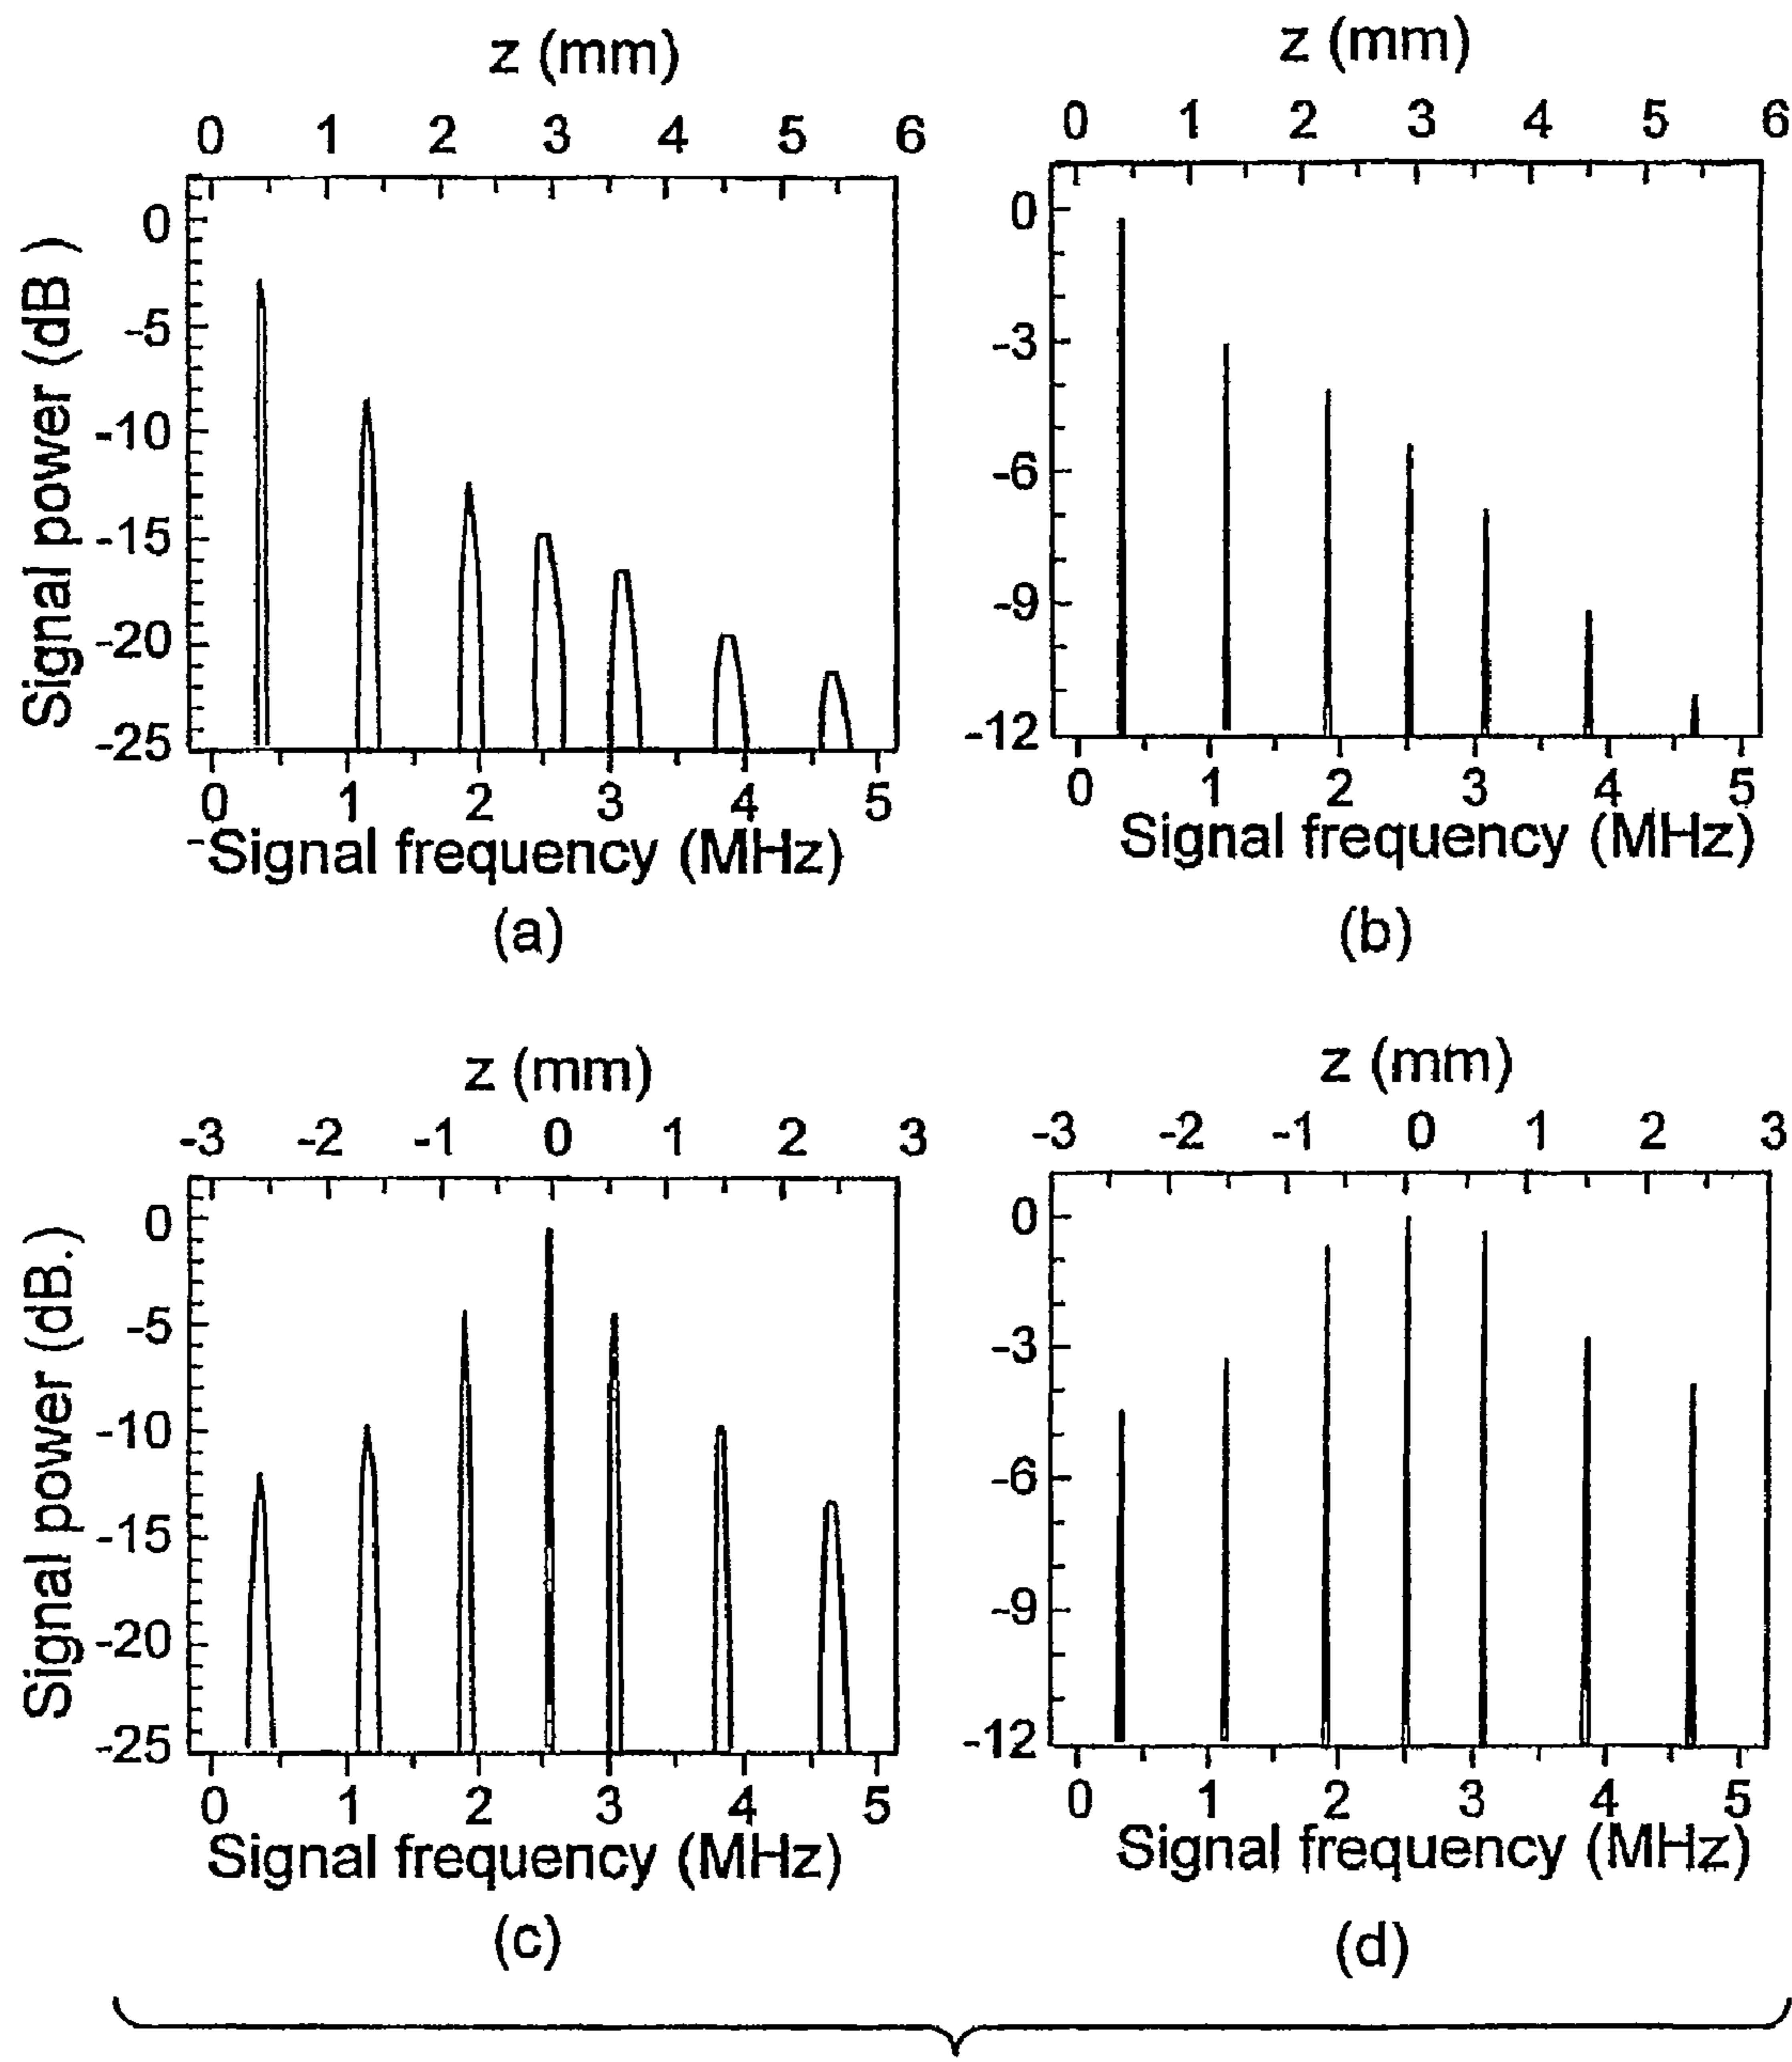 z (mm)
0 1 2 3 4 5 6
Signal power (dB )
0
-5
-10
-15
-20
-25
0 1 2 3 4 5
-Signal frequency (MHz)
(a)
z (mm)
0 1 2 3 4 5 6
0
-3
-6
-9
-12
0 1 2 3 4 5
Signal frequency (MHz)
(b)
z (mm)
-3 -2 -1 0 1 2 3
Signal power (dB.)
0
-5
-10
-15
-20
-25
0 1 2 3 4 5
Signal frequency (MHz)
(c)
z (mm)
-3 -2 -1 0 1 2 3
0
-3
-6
-9
-12
0 1 2 3 4 5
Signal frequency (MHz)
(d)